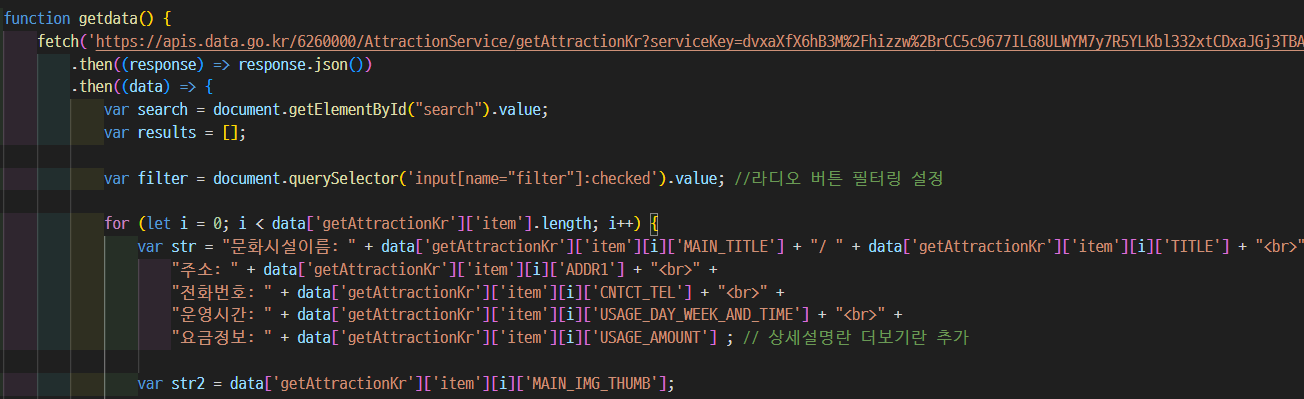 function getdata() {
fetch('https://apis.data.go.kr/6260000/AttractionService/getAttractionKr?serviceKey=dvxaXfX6hB3M%2Fhizzw%2BrCC5c9677ILG8ULWYM7y7R5YLKbl332xtCDxaJGj3TBA
.then((response) => response.json())
.then((data) => {
var search = document.getElementById("search").value;
var results = [];
var filter = document.querySelector('input[name="filter"]:checked').value; //라디오 버튼 필터링 설정
for (let i = 0; i < data['getAttractionKr']['item'].length; i++) {
var str = "문화시설이름: " + data['getAttractionKr']['item'][i]['MAIN_TITLE'] + "/ " + data['getAttractionKr']['item'][i]['TITLE'] + "<br>"
"주소: " + data['getAttractionKr']['item'][i]['ADDR1'] + "<br>" +
"전화번호: " + data['getAttractionKr']['item'][i]['CNTCT_TEL'] + "<br>" +
"운영시간: " + data['getAttractionKr']['item'][i]['USAGE_DAY_WEEK_AND_TIME'] + "<br>" +
"요금정보: " + data['getAttractionKr']['item'][i]['USAGE_AMOUNT'] ; // 상세설명란 더보기란 추가
var str2 = data['getAttractionKr']['item'][i]['MAIN_IMG_THUMB'];